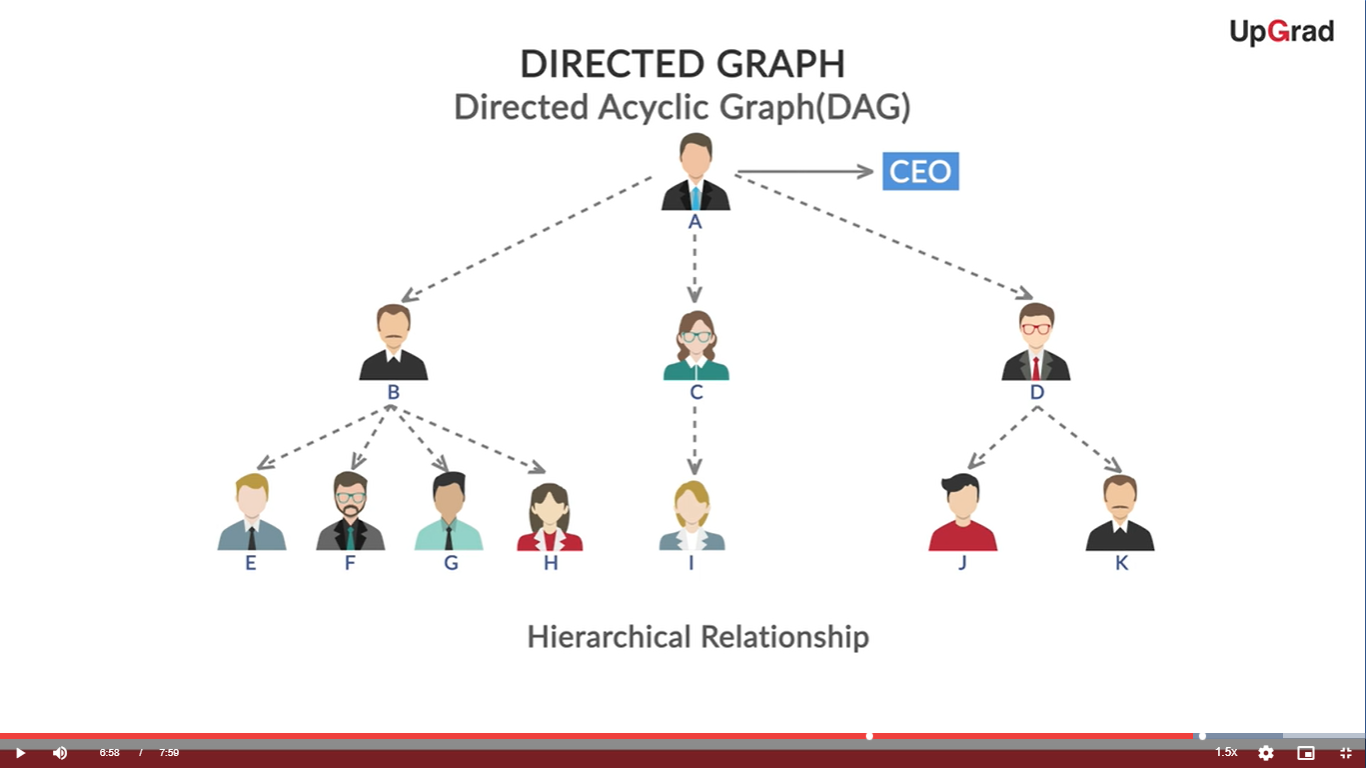 UpGrad
DIRECTED GRAPH
Directed Acyclic Graph(DAG)
CEO
A
B
C
D
E
F
G
H
I
J
K
Hierarchical Relationship
6:58 / 7:59
1.5x